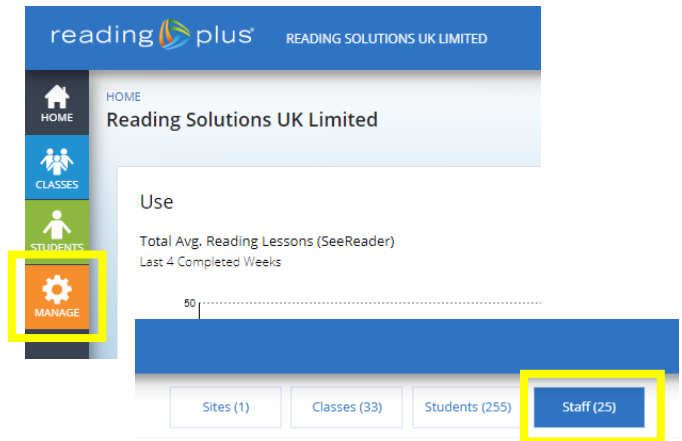 reading plus®
READING SOLUTIONS UK LIMITED
HOME
HOME
Reading Solutions UK Limited
CLASSES
STUDENTS
MANAGE
Use
Total Avg. Reading Lessons (SeeReader)
Last 4 Completed Weeks
50
Sites (1)
Classes (33)
Students (255)
Staff (25)